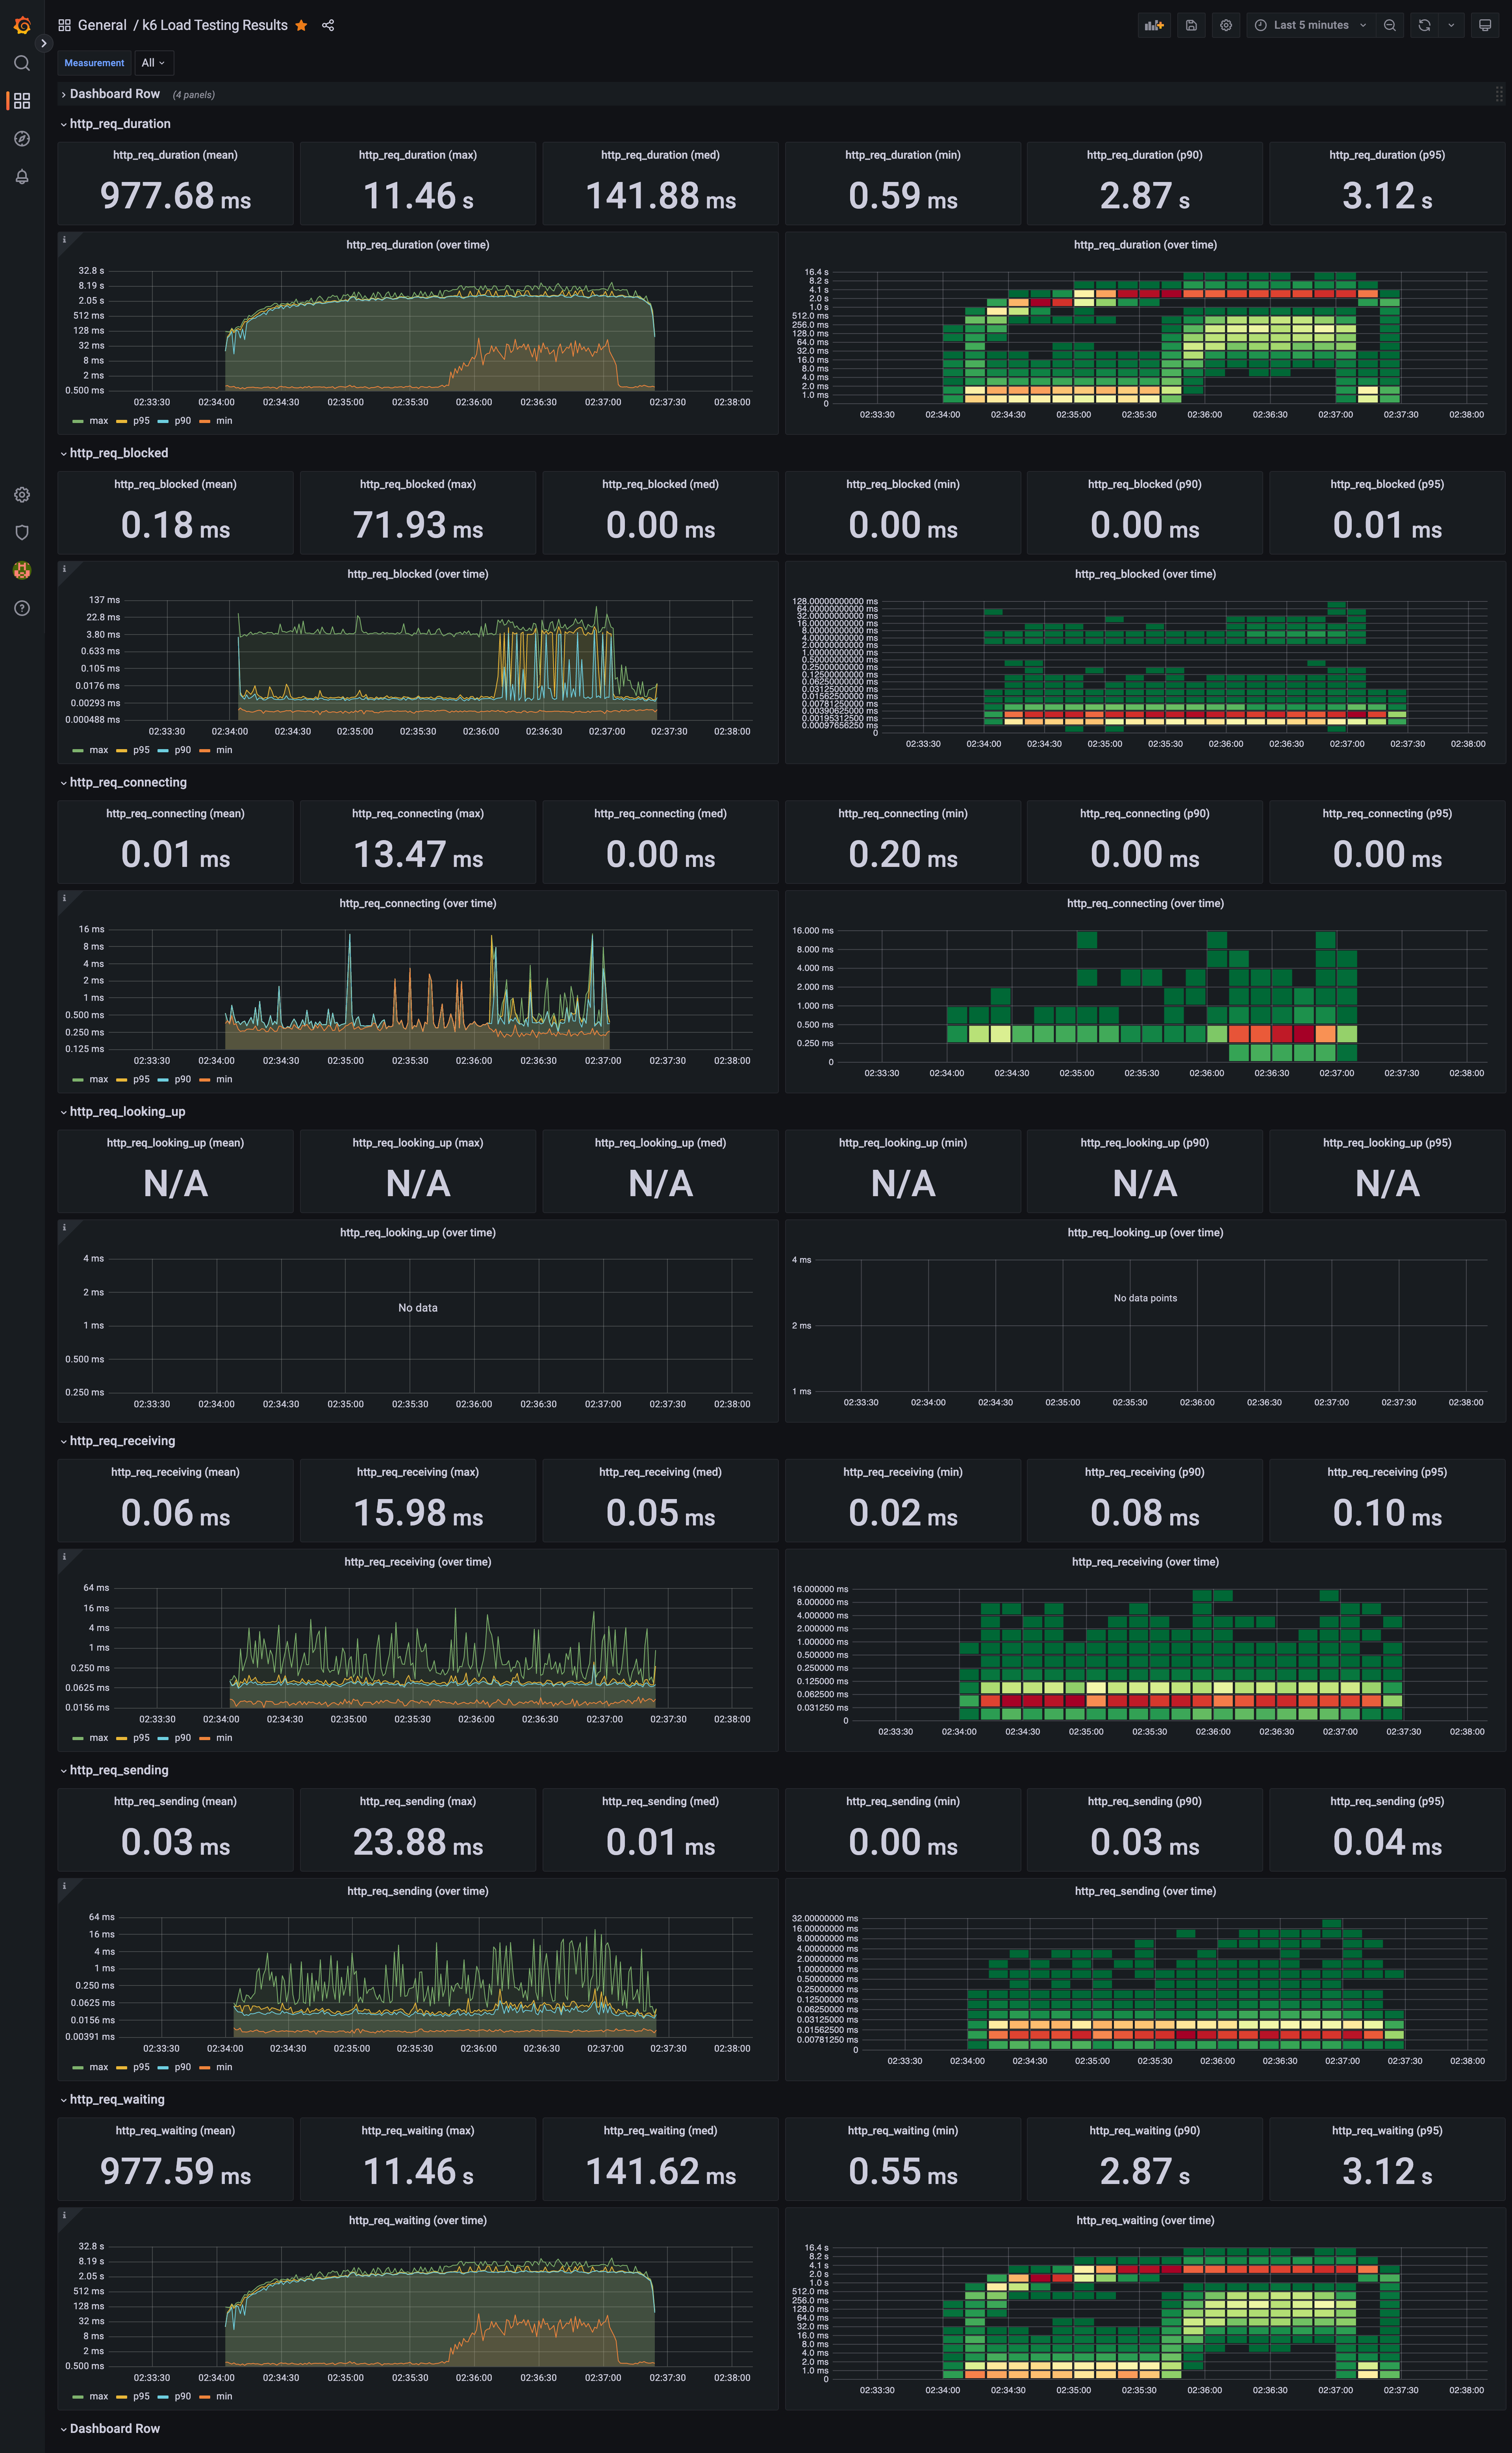 General / k6 Load Testing Results
Last 5 minutes
Measurement All
Dashboard Row (4 panels)
http_req_duration
http_req_duration (mean) http_req_duration (max) http_req_duration (med) http_req_duration (min) http_req_duration (p90) http_req_duration (p95)
977.68 ms 11.46 s 141.88 ms 0.59 ms 2.87 s 3.12 s
http_req_duration (over time)
32.8 s
8.19 s
2.05 s
512 ms
128 ms
32 ms
8 ms
2 ms
0.500 ms
02:33:30 02:34:00 02:34:30 02:35:00 02:35:30 02:36:00 02:36:30 02:37:00 02:37:30 02:38:00
max p95 p90 min
http_req_duration (over time)
16.4 s
8.2 s
4.1 s
2.0 s
1.0 s
512.0 ms
256.0 ms
128.0 ms
64.0 ms
32.0 ms
16.0 ms
8.0 ms
4.0 ms
2.0 ms
1.0 ms
0
02:33:30 02:34:00 02:34:30 02:35:00 02:35:30 02:36:00 02:36:30 02:37:00 02:37:30 02:38:00
http_req_blocked
http_req_blocked (mean) http_req_blocked (max) http_req_blocked (med) http_req_blocked (min) http_req_blocked (p90) http_req_blocked (p95)
0.18 ms 71.93 ms 0.00 ms 0.00 ms 0.00 ms 0.01 ms
http_req_blocked (over time)
137 ms
22.8 ms
3.80 ms
0.633 ms
0.105 ms
0.0176 ms
0.00293 ms
0.000488 ms
02:33:30 02:34:00 02:34:30 02:35:00 02:35:30 02:36:00 02:36:30 02:37:00 02:37:30 02:38:00
max p95 p90 min
http_req_blocked (over time)
128.00000000000 ms
64.00000000000 ms
32.00000000000 ms
16.00000000000 ms
8.00000000000 ms
4.00000000000 ms
2.00000000000 ms
1.00000000000 ms
0.50000000000 ms
0.25000000000 ms
0.12500000000 ms
0.06250000000 ms
0.03125000000 ms
0.01562500000 ms
0.00781250000 ms
0.00390625000 ms
0.00195312500 ms
0.00097656250 ms
0
02:33:30 02:34:00 02:34:30 02:35:00 02:35:30 02:36:00 02:36:30 02:37:00 02:37:30 02:38:00
http_req_connecting
http_req_connecting (mean) http_req_connecting (max) http_req_connecting (med) http_req_connecting (min) http_req_connecting (p90) http_req_connecting (p95)
0.01 ms 13.47 ms 0.00 ms 0.20 ms 0.00 ms 0.00 ms
http_req_connecting (over time)
16 ms
8 ms
4 ms
2 ms
1 ms
0.500 ms
0.250 ms
0.125 ms
02:33:30 02:34:00 02:34:30 02:35:00 02:35:30 02:36:00 02:36:30 02:37:00 02:37:30 02:38:00
max p95 p90 min
http_req_connecting (over time)
16.000 ms
8.000 ms
4.000 ms
2.000 ms
1.000 ms
0.500 ms
0.250 ms
0
02:33:30 02:34:00 02:34:30 02:35:00 02:35:30 02:36:00 02:36:30 02:37:00 02:37:30 02:38:00
http_req_looking_up
http_req_looking_up (mean) http_req_looking_up (max) http_req_looking_up (med) http_req_looking_up (min) http_req_looking_up (p90) http_req_looking_up (p95)
N/A N/A N/A N/A N/A N/A
http_req_looking_up (over time)
4 ms
2 ms
No data
1 ms
0.500 ms
0.250 ms
02:33:30 02:34:00 02:34:30 02:35:00 02:35:30 02:36:00 02:36:30 02:37:00 02:37:30 02:38:00
http_req_looking_up (over time)
4 ms
No data points
2 ms
1 ms
02:33:30 02:34:00 02:34:30 02:35:00 02:35:30 02:36:00 02:36:30 02:37:00 02:37:30 02:38:00
http_req_receiving
http_req_receiving (mean) http_req_receiving (max) http_req_receiving (med) http_req_receiving (min) http_req_receiving (p90) http_req_receiving (p95)
0.06 ms 15.98 ms 0.05 ms 0.02 ms 0.08 ms 0.10 ms
http_req_receiving (over time)
64 ms
16 ms
4 ms
1 ms
0.250 ms
0.0625 ms
0.0156 ms
02:33:30 02:34:00 02:34:30 02:35:00 02:35:30 02:36:00 02:36:30 02:37:00 02:37:30 02:38:00
max p95 p90 min
http_req_receiving (over time)
16.000000 ms
8.000000 ms
4.000000 ms
2.000000 ms
1.000000 ms
0.500000 ms
0.250000 ms
0.125000 ms
0.062500 ms
0.031250 ms
0
02:33:30 02:34:00 02:34:30 02:35:00 02:35:30 02:36:00 02:36:30 02:37:00 02:37:30 02:38:00
http_req_sending
http_req_sending (mean) http_req_sending (max) http_req_sending (med) http_req_sending (min) http_req_sending (p90) http_req_sending (p95)
0.03 ms 23.88 ms 0.01 ms 0.00 ms 0.03 ms 0.04 ms
http_req_sending (over time)
64 ms
16 ms
4 ms
1 ms
0.250 ms
0.0625 ms
0.0156 ms
0.00391 ms
02:33:30 02:34:00 02:34:30 02:35:00 02:35:30 02:36:00 02:36:30 02:37:00 02:37:30 02:38:00
max p95 p90 min
http_req_sending (over time)
32.00000000 ms
16.00000000 ms
8.00000000 ms
4.00000000 ms
2.00000000 ms
1.00000000 ms
0.50000000 ms
0.25000000 ms
0.12500000 ms
0.06250000 ms
0.03125000 ms
0.01562500 ms
0.00781250 ms
0
02:33:30 02:34:00 02:34:30 02:35:00 02:35:30 02:36:00 02:36:30 02:37:00 02:37:30 02:38:00
http_req_waiting
http_req_waiting (mean) http_req_waiting (max) http_req_waiting (med) http_req_waiting (min) http_req_waiting (p90) http_req_waiting (p95)
977.59 ms 11.46 s 141.62 ms 0.55 ms 2.87 s 3.12 s
http_req_waiting (over time)
32.8 s
8.19 s
2.05 s
512 ms
128 ms
32 ms
8 ms
2 ms
0.500 ms
02:33:30 02:34:00 02:34:30 02:35:00 02:35:30 02:36:00 02:36:30 02:37:00 02:37:30 02:38:00
max p95 p90 min
http_req_waiting (over time)
16.4 s
8.2 s
4.1 s
2.0 s
1.0 s
512.0 ms
256.0 ms
128.0 ms
64.0 ms
32.0 ms
16.0 ms
8.0 ms
4.0 ms
2.0 ms
1.0 ms
0
02:33:30 02:34:00 02:34:30 02:35:00 02:35:30 02:36:00 02:36:30 02:37:00 02:37:30 02:38:00
Dashboard Row